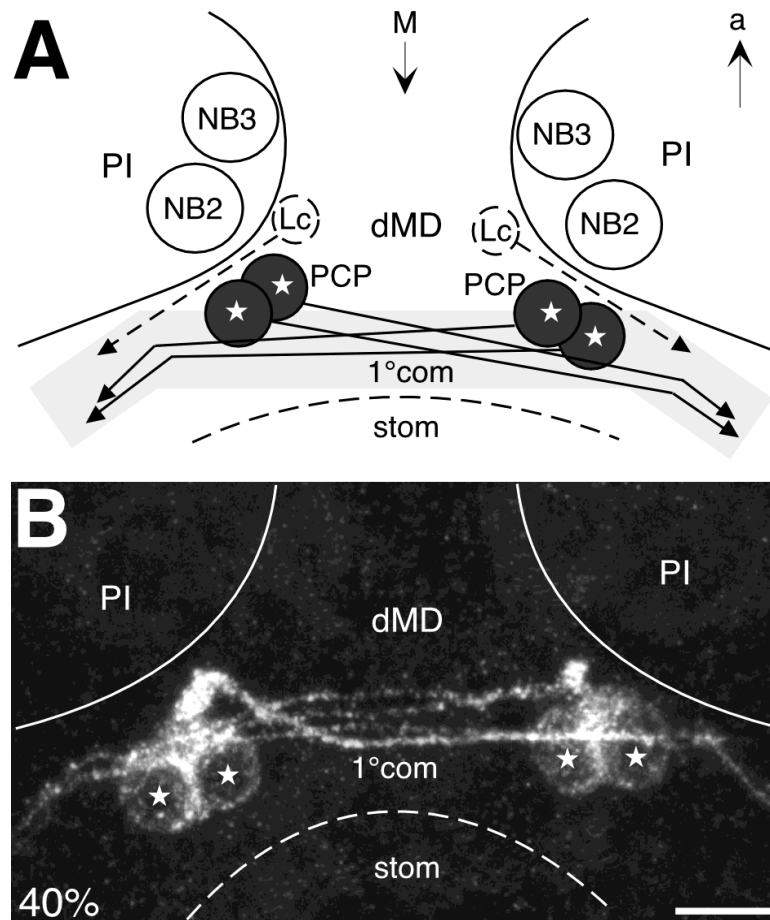 A
M
a
NB3
NB3
PI
PI
NB2
NB2
Lc
dMD
Lc
PCP
PCP
1°com
stom
B
PI
PI
dMD
1°com
stom
40%